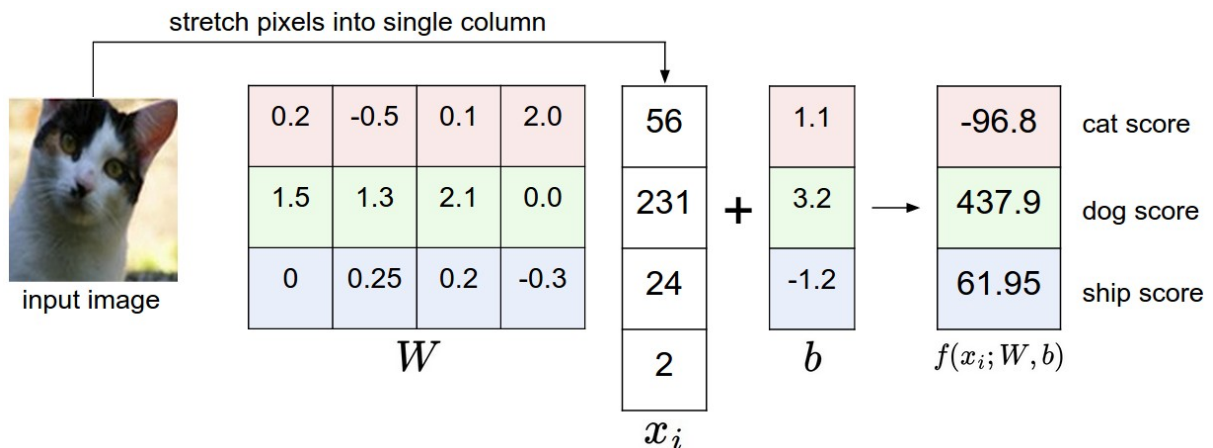 stretch pixels into single column
0.2 -0.5 0.1 2.0
1.5 1.3 2.1 0.0
0 0.25 0.2 -0.3
W
56
231
24
2
x_i
+
1.1
3.2
-1.2
b
-96.8 cat score
437.9 dog score
61.95 ship score
f(x_i; W, b)
input image